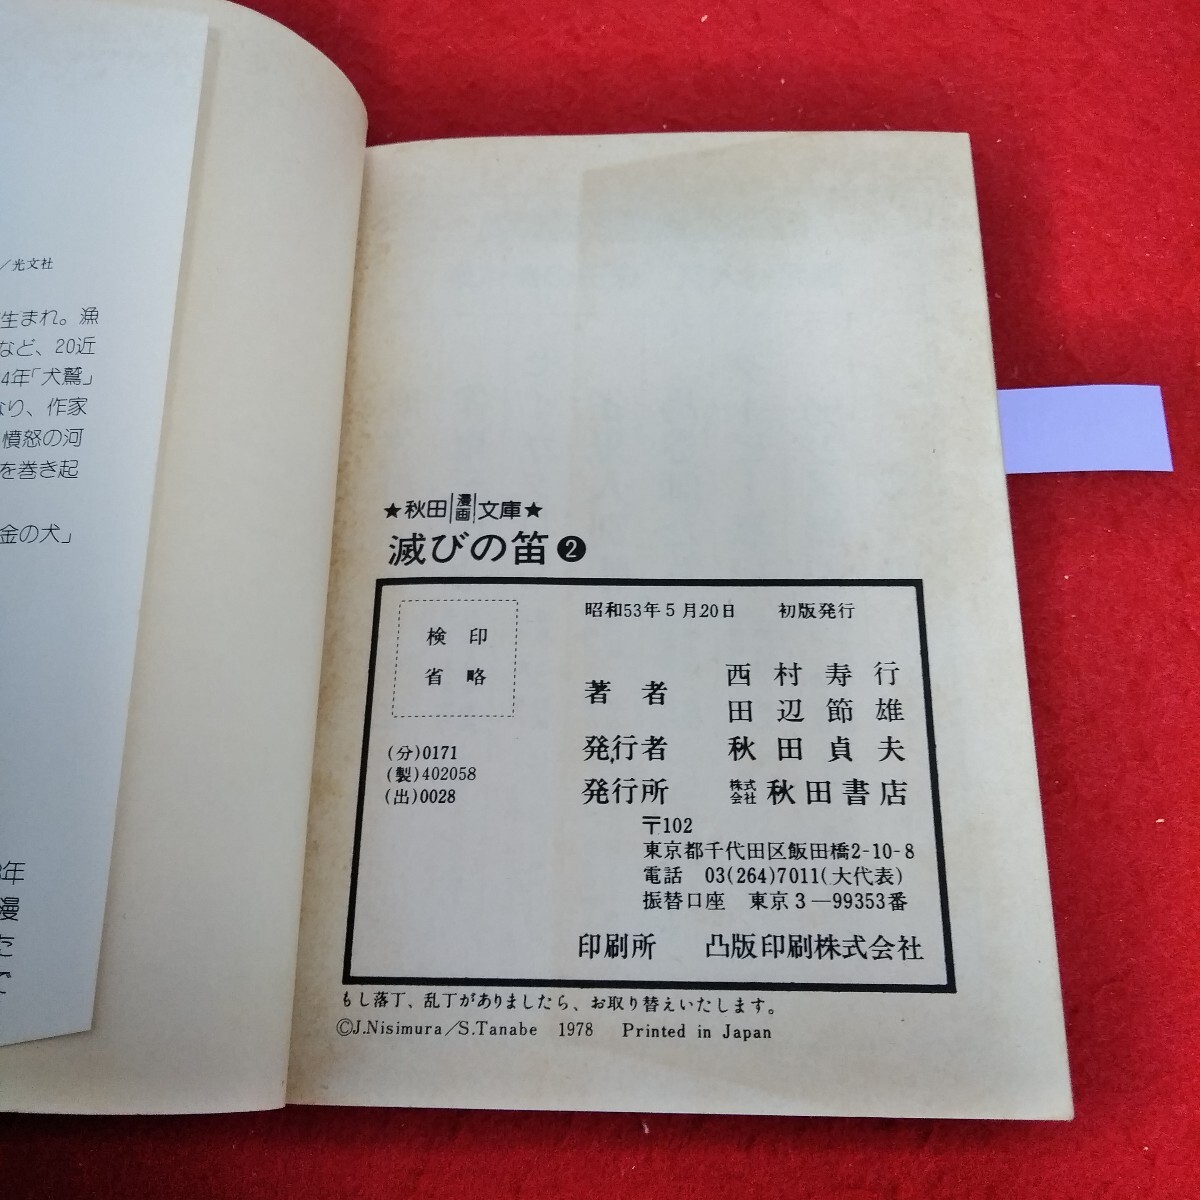 ／光文社
生まれ。漁
など、20近
4年「犬鷲」
なり、作家
憤怒の河
を巻き起
金の犬」
年
漫
た
で
★秋田漫画文庫★
滅びの笛❷
検印
省略
(分)0171
(製)402058
(出)0028
昭和53年5月20日　初版発行
著者　西村寿行
田辺節雄
発行者　秋田貞夫
発行所　株式会社　秋田書店
〒102
東京都千代田区飯田橋2-10-8
電話　03(264)7011(大代表)
振替口座　東京3―99353番
印刷所　凸版印刷株式会社
もし落丁、乱丁がありましたら、お取り替えいたします。
©J.Nisimura／S.Tanabe 1978 Printed in Japan